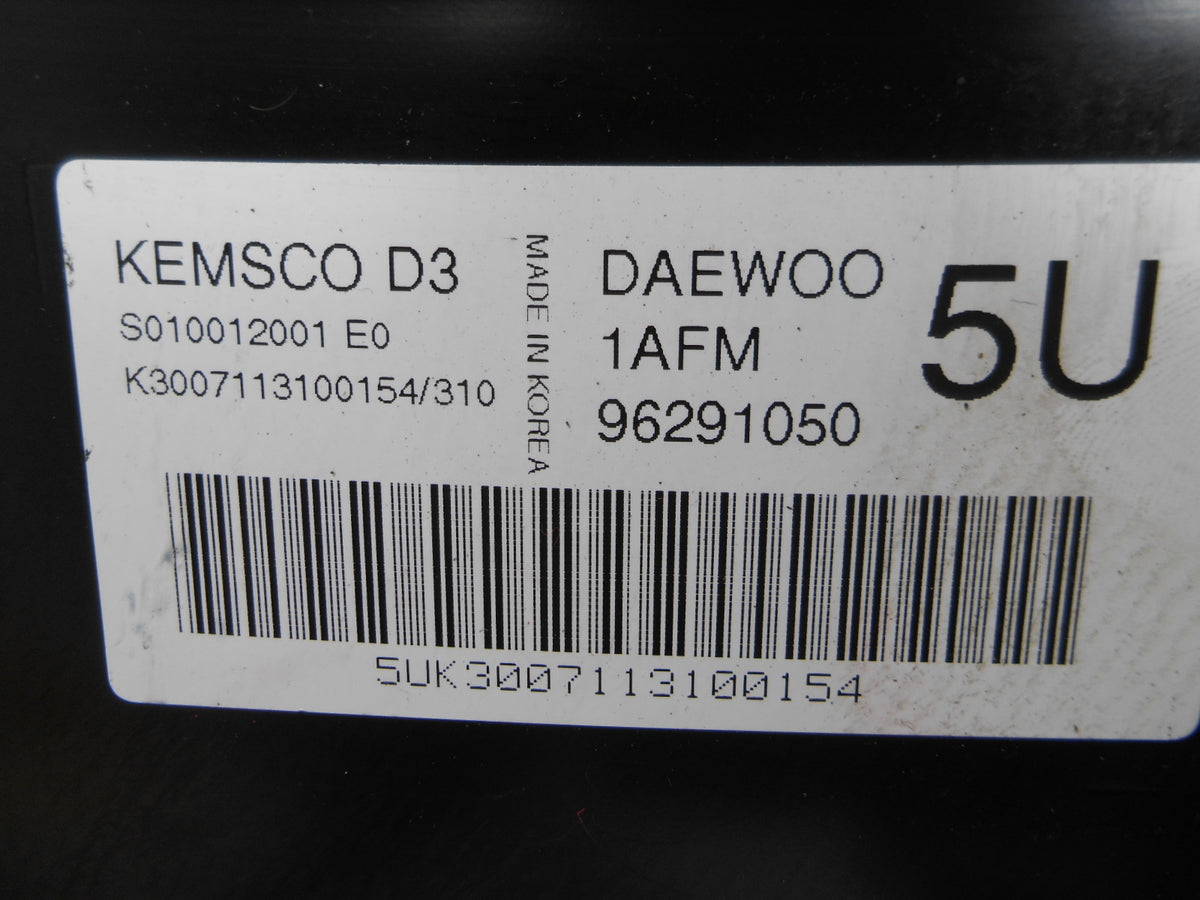 KEMSCO D3
S010012001 E0
K3007113100154/310
MADE IN KOREA
DAEWOO
1AFM
96291050
5U
5UK3007113100154